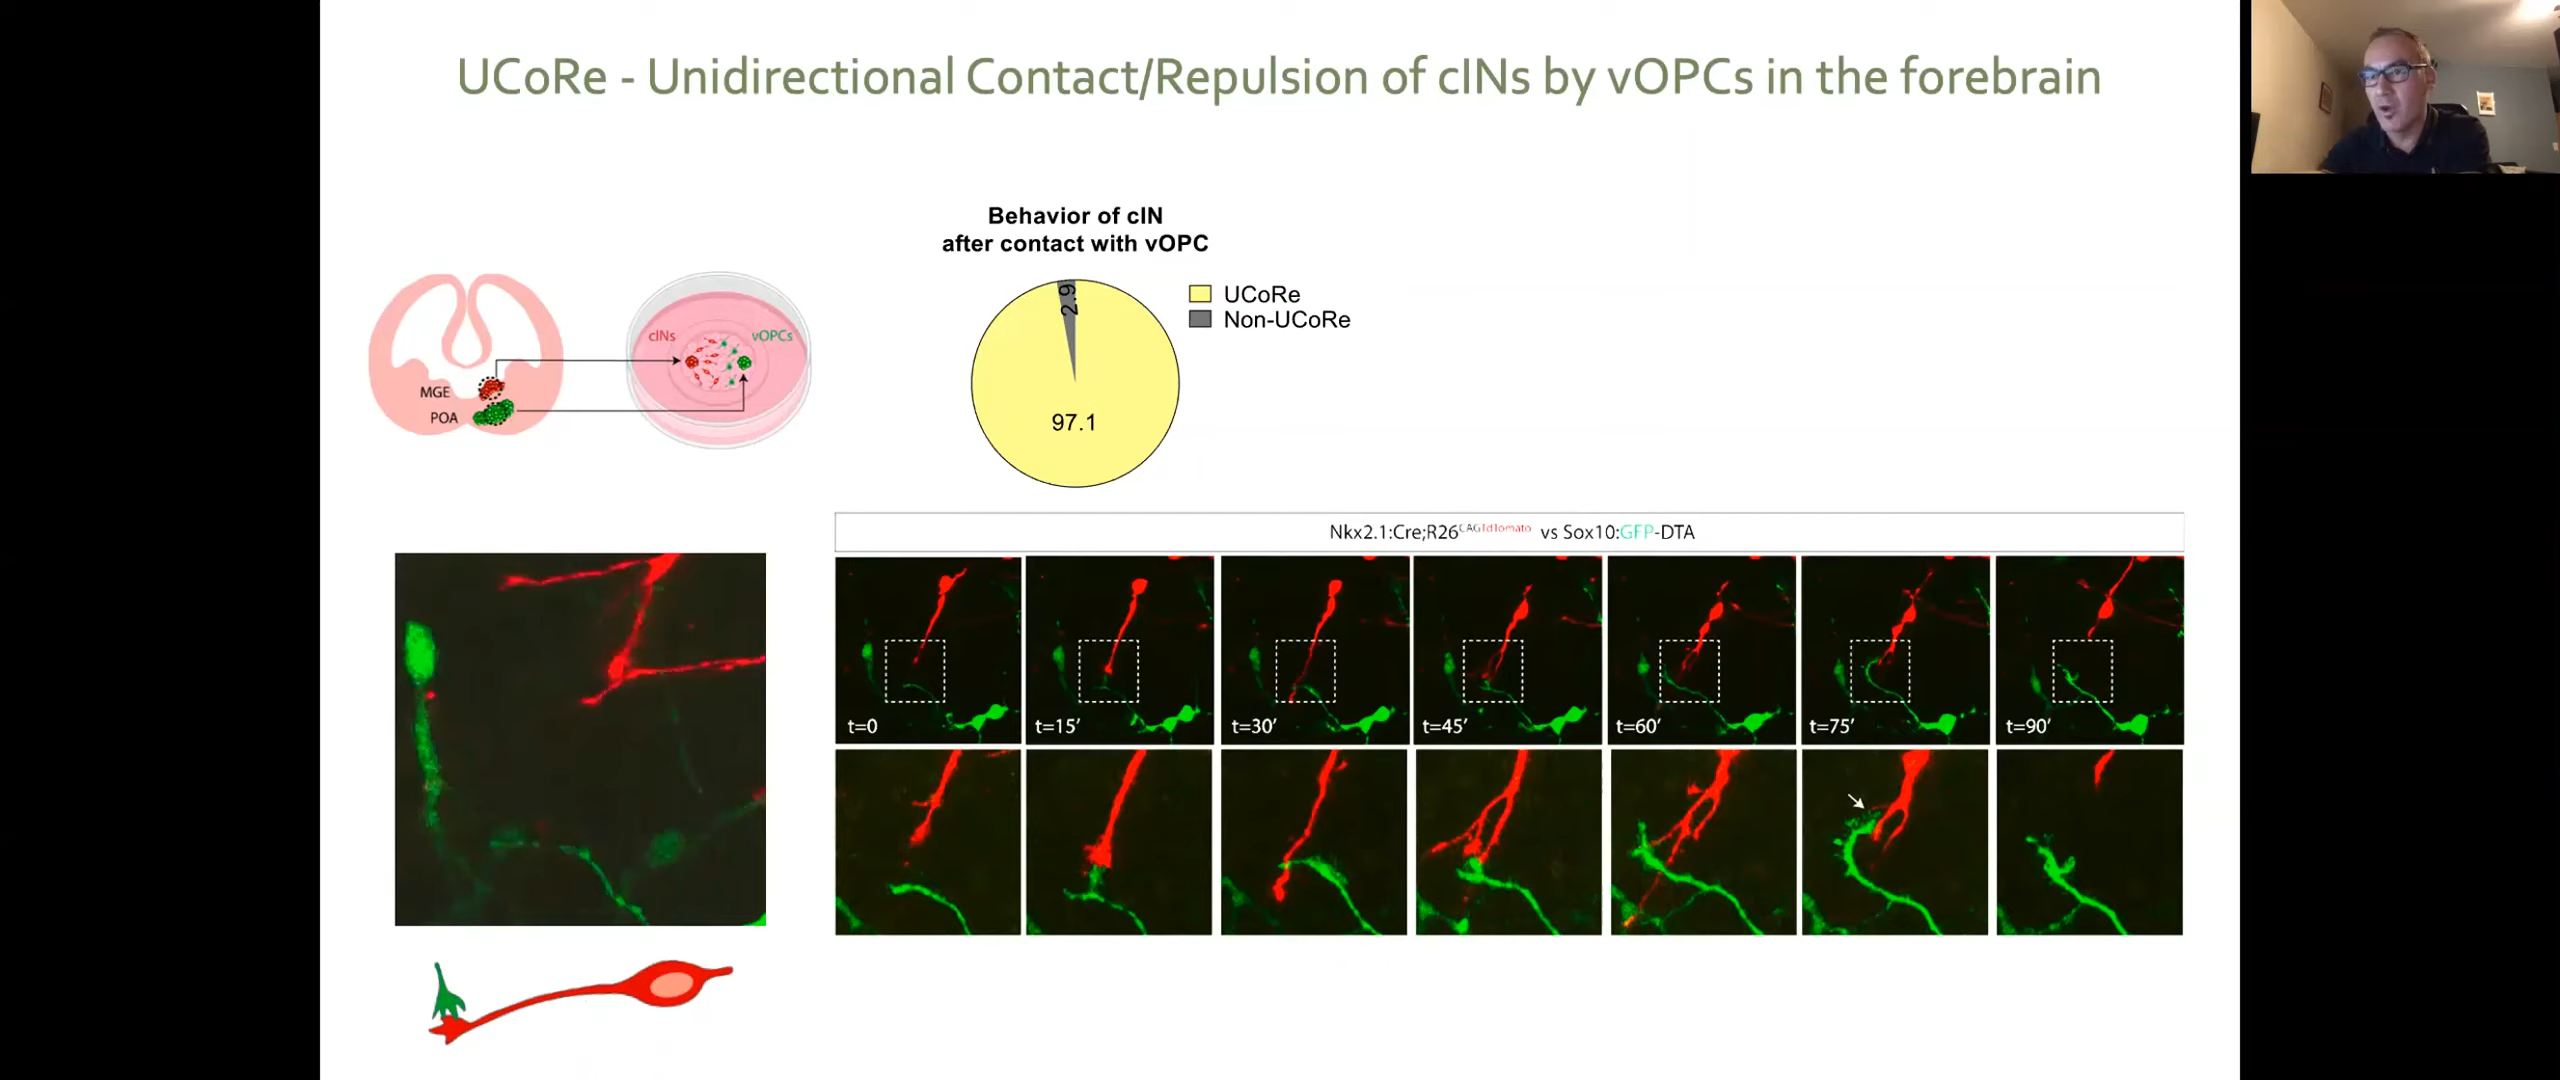 UCoRe - Unidirectional Contact/Repulsion of cINs by vOPCs in the forebrain
Behavior of cIN
after contact with vOPC
2.9
97.1
UCoRe
Non-UCoRe
cINs
vOPCs
MGE
POA
Nkx2.1:Cre;R26CAGTdTomato vs Sox10:GFP-DTA
t=0
t=15′
t=30′
t=45′
t=60′
t=75′
t=90′